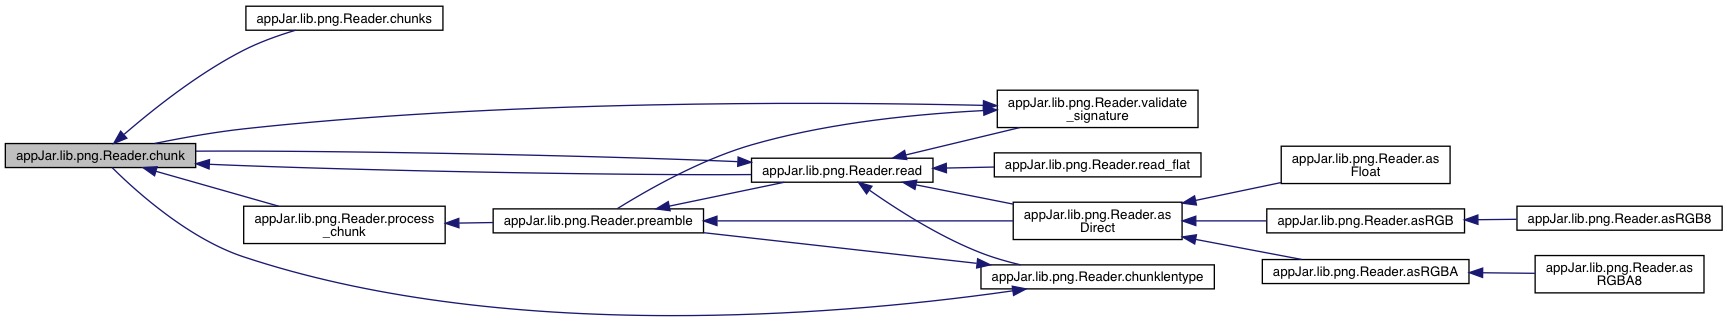 appJar.lib.png.Reader.chunks
appJar.lib.png.Reader.validate
_signature
appJar.lib.png.Reader.chunk
appJar.lib.png.Reader.read
appJar.lib.png.Reader.read_flat
appJar.lib.png.Reader.as
Float
appJar.lib.png.Reader.process
_chunk
appJar.lib.png.Reader.preamble
appJar.lib.png.Reader.as
Direct
appJar.lib.png.Reader.asRGB
appJar.lib.png.Reader.asRGB8
appJar.lib.png.Reader.chunklentype
appJar.lib.png.Reader.asRGBA
appJar.lib.png.Reader.as
RGBA8